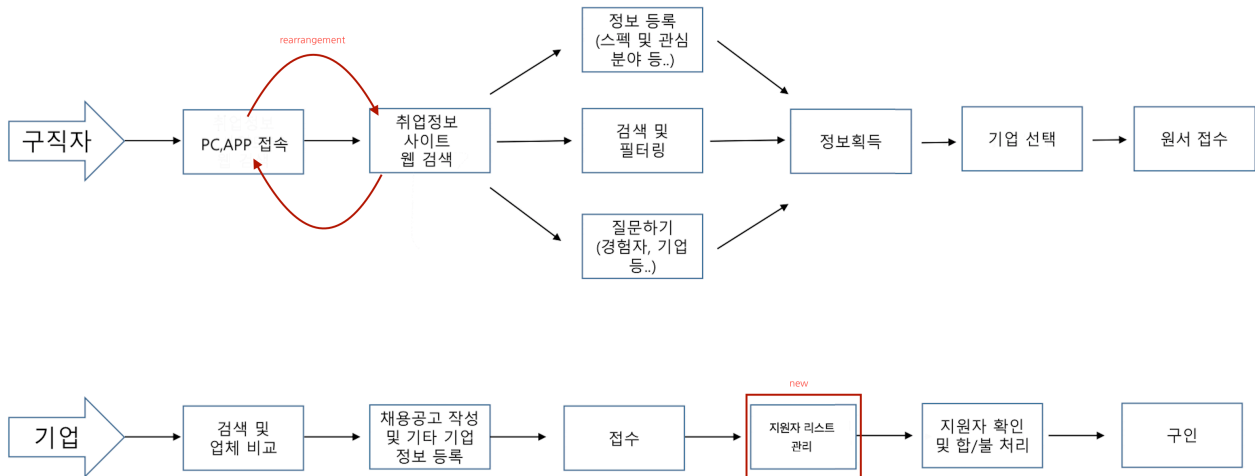 rearrangement
정보 등록
(스펙 및 관심
분야 등..)
구직자
PC,APP 접속
취업정보
사이트
웹 검색
검색 및
필터링
정보획득
기업 선택
원서 접수
질문하기
(경험자, 기업
등..)
new
기업
검색 및
업체 비교
채용공고 작성
및 기타 기업
정보 등록
접수
지원자 리스트
관리
지원자 확인
및 합/불 처리
구인